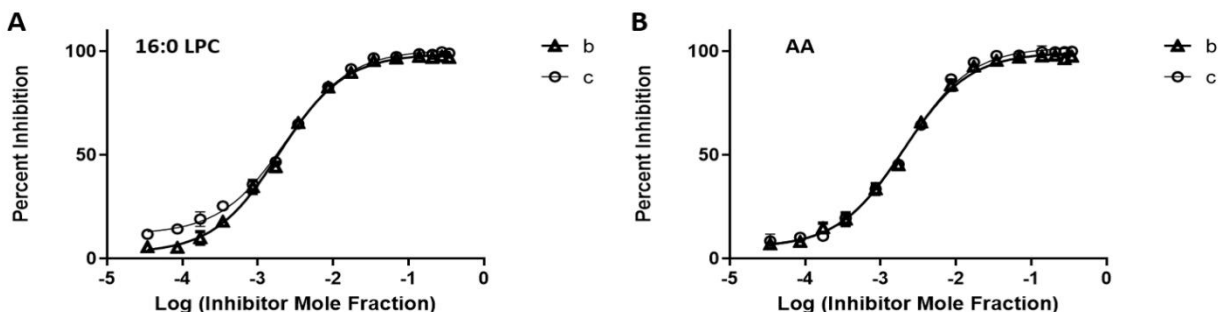 A
16:0 LPC
b
c
Percent Inhibition
100
50
0
-5 -4 -3 -2 -1 0
Log (Inhibitor Mole Fraction)
B
AA
b
c
Percent Inhibition
100
50
0
-5 -4 -3 -2 -1 0
Log (Inhibitor Mole Fraction)